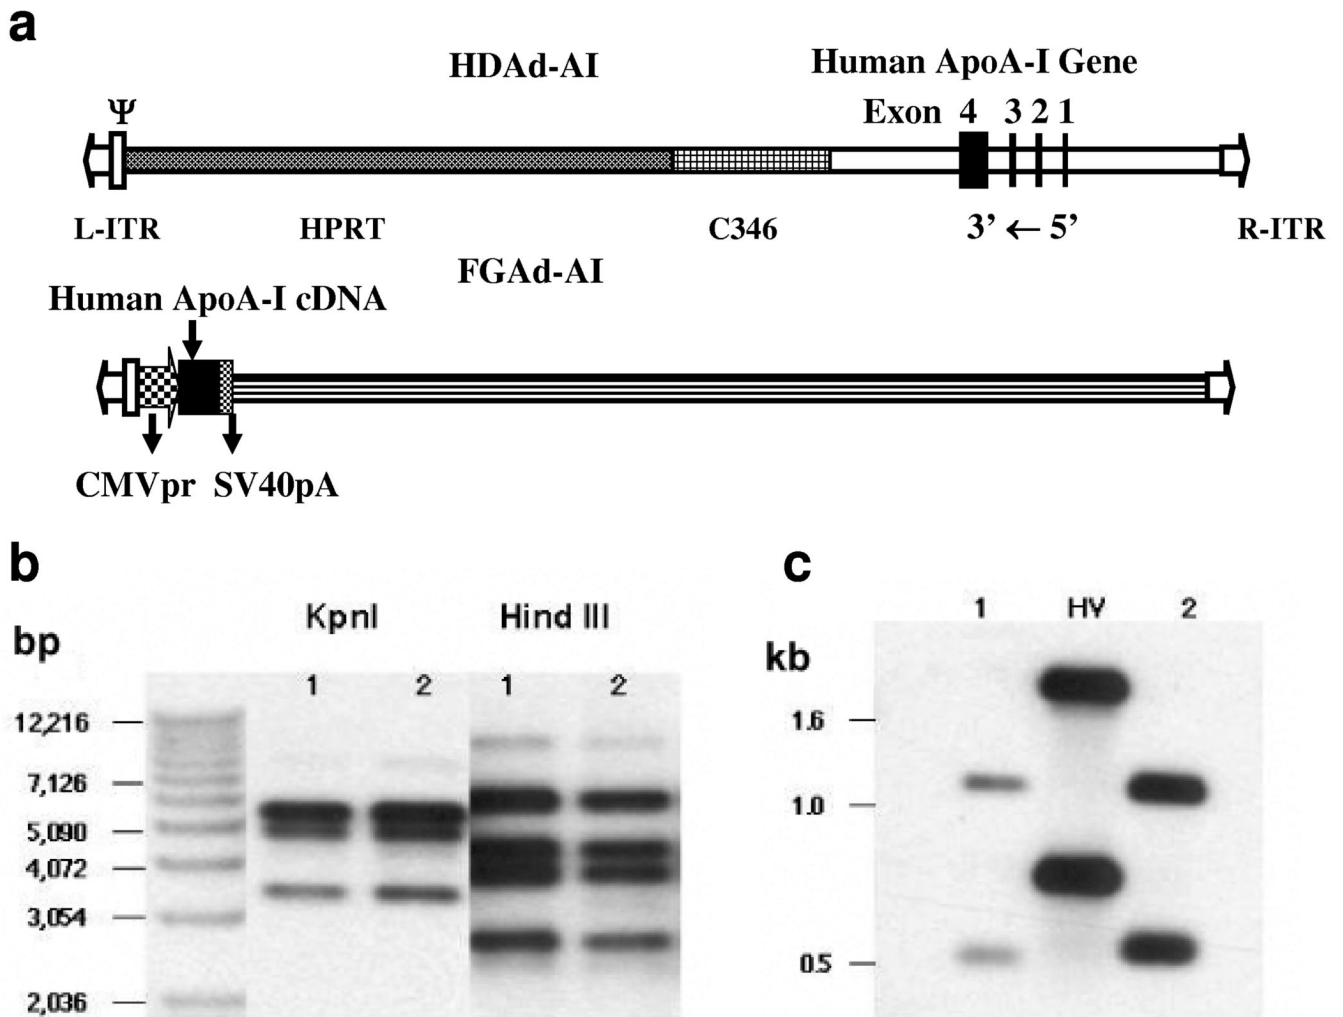 a
HDAd-AI
Human ApoA-I Gene
Ψ
Exon 4 3 2 1
L-ITR HPRT C346 3’ ← 5’ R-ITR
FGAd-AI
Human ApoA-I cDNA
CMVpr SV40pA
b
KpnI Hind III
bp
1 2 1 2
12,216
7,126
5,090
4,072
3,054
2,036
c
1 HV 2
kb
1.6
1.0
0.5